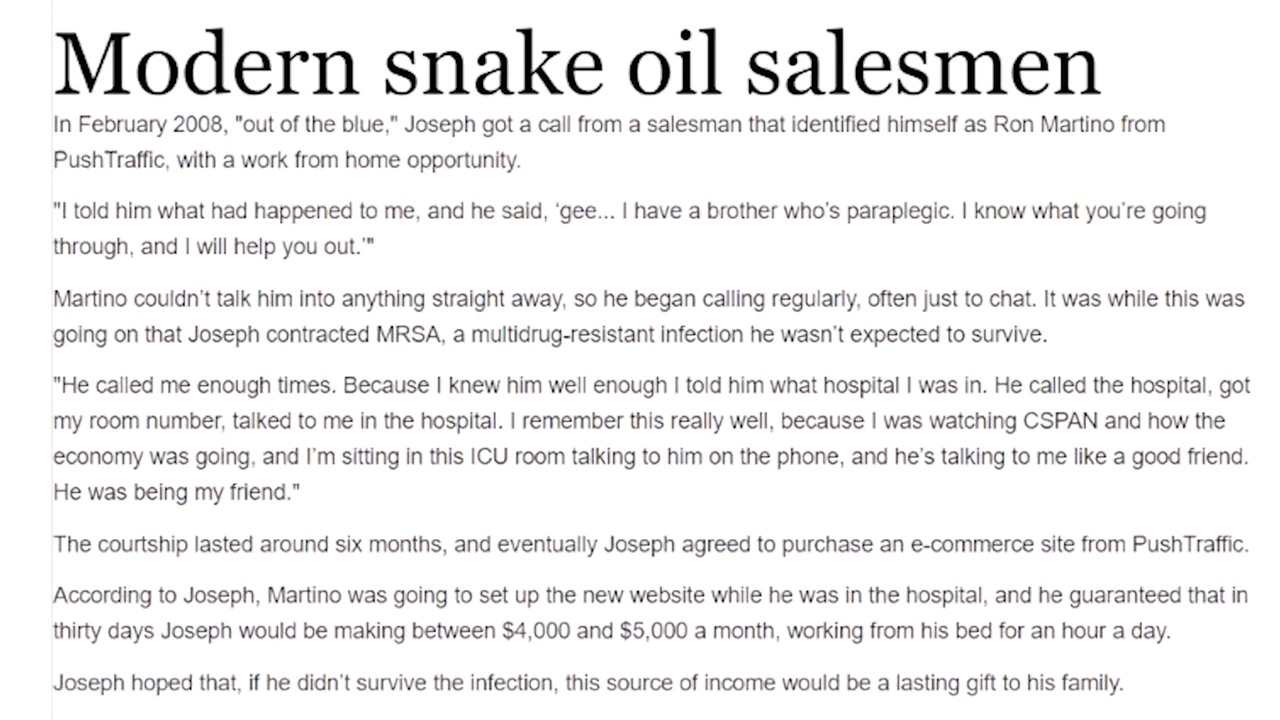 Modern snake oil salesmen
In February 2008, "out of the blue," Joseph got a call from a salesman that identified himself as Ron Martino from
PushTraffic, with a work from home opportunity.
"I told him what had happened to me, and he said, ‘gee... I have a brother who’s paraplegic. I know what you’re going
through, and I will help you out.’"
Martino couldn’t talk him into anything straight away, so he began calling regularly, often just to chat. It was while this was
going on that Joseph contracted MRSA, a multidrug-resistant infection he wasn’t expected to survive.
"He called me enough times. Because I knew him well enough I told him what hospital I was in. He called the hospital, got
my room number, talked to me in the hospital. I remember this really well, because I was watching CSPAN and how the
economy was going, and I’m sitting in this ICU room talking to him on the phone, and he’s talking to me like a good friend.
He was being my friend."
The courtship lasted around six months, and eventually Joseph agreed to purchase an e-commerce site from PushTraffic.
According to Joseph, Martino was going to set up the new website while he was in the hospital, and he guaranteed that in
thirty days Joseph would be making between $4,000 and $5,000 a month, working from his bed for an hour a day.
Joseph hoped that, if he didn’t survive the infection, this source of income would be a lasting gift to his family.